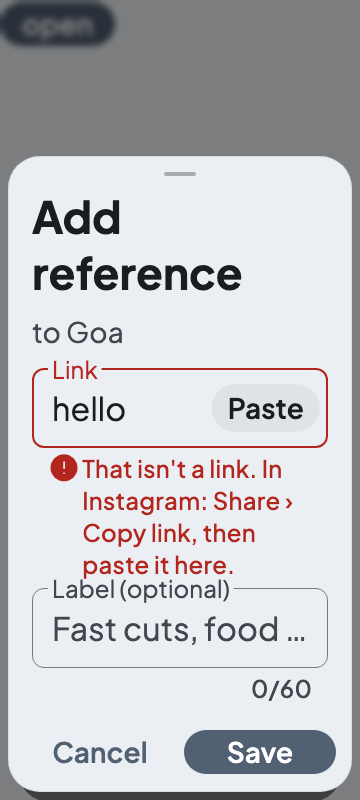 open
Add
reference
to Goa
Link
hello
Paste
That isn't a link. In
Instagram: Share ›
Copy link, then
paste it here.
Label (optional)
Fast cuts, food ...
0/60
Cancel
Save